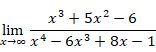 lim x→∞ (x³ + 5x² − 6) / (x⁴ − 6x³ + 8x − 1)